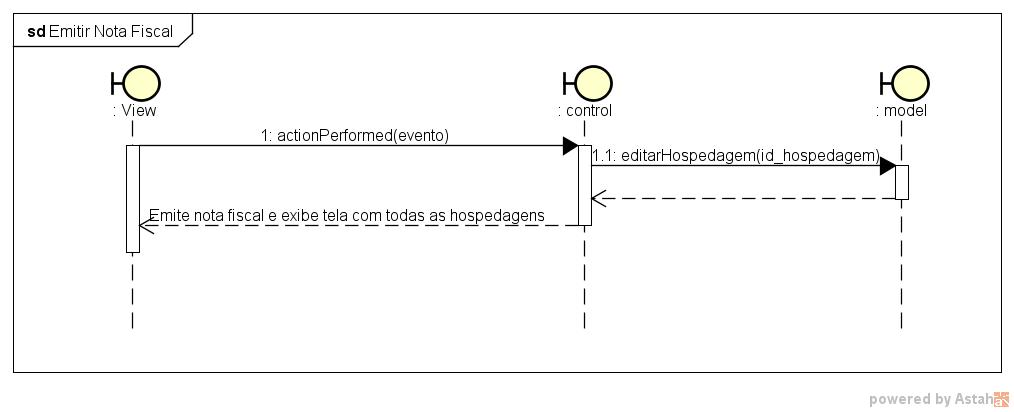 sd Emitir Nota Fiscal
: View
: control
: model
1: actionPerformed(evento)
1.1: editarHospedagem(id_hospedagem)
Emite nota fiscal e exibe tela com todas as hospedagens
powered by Astah